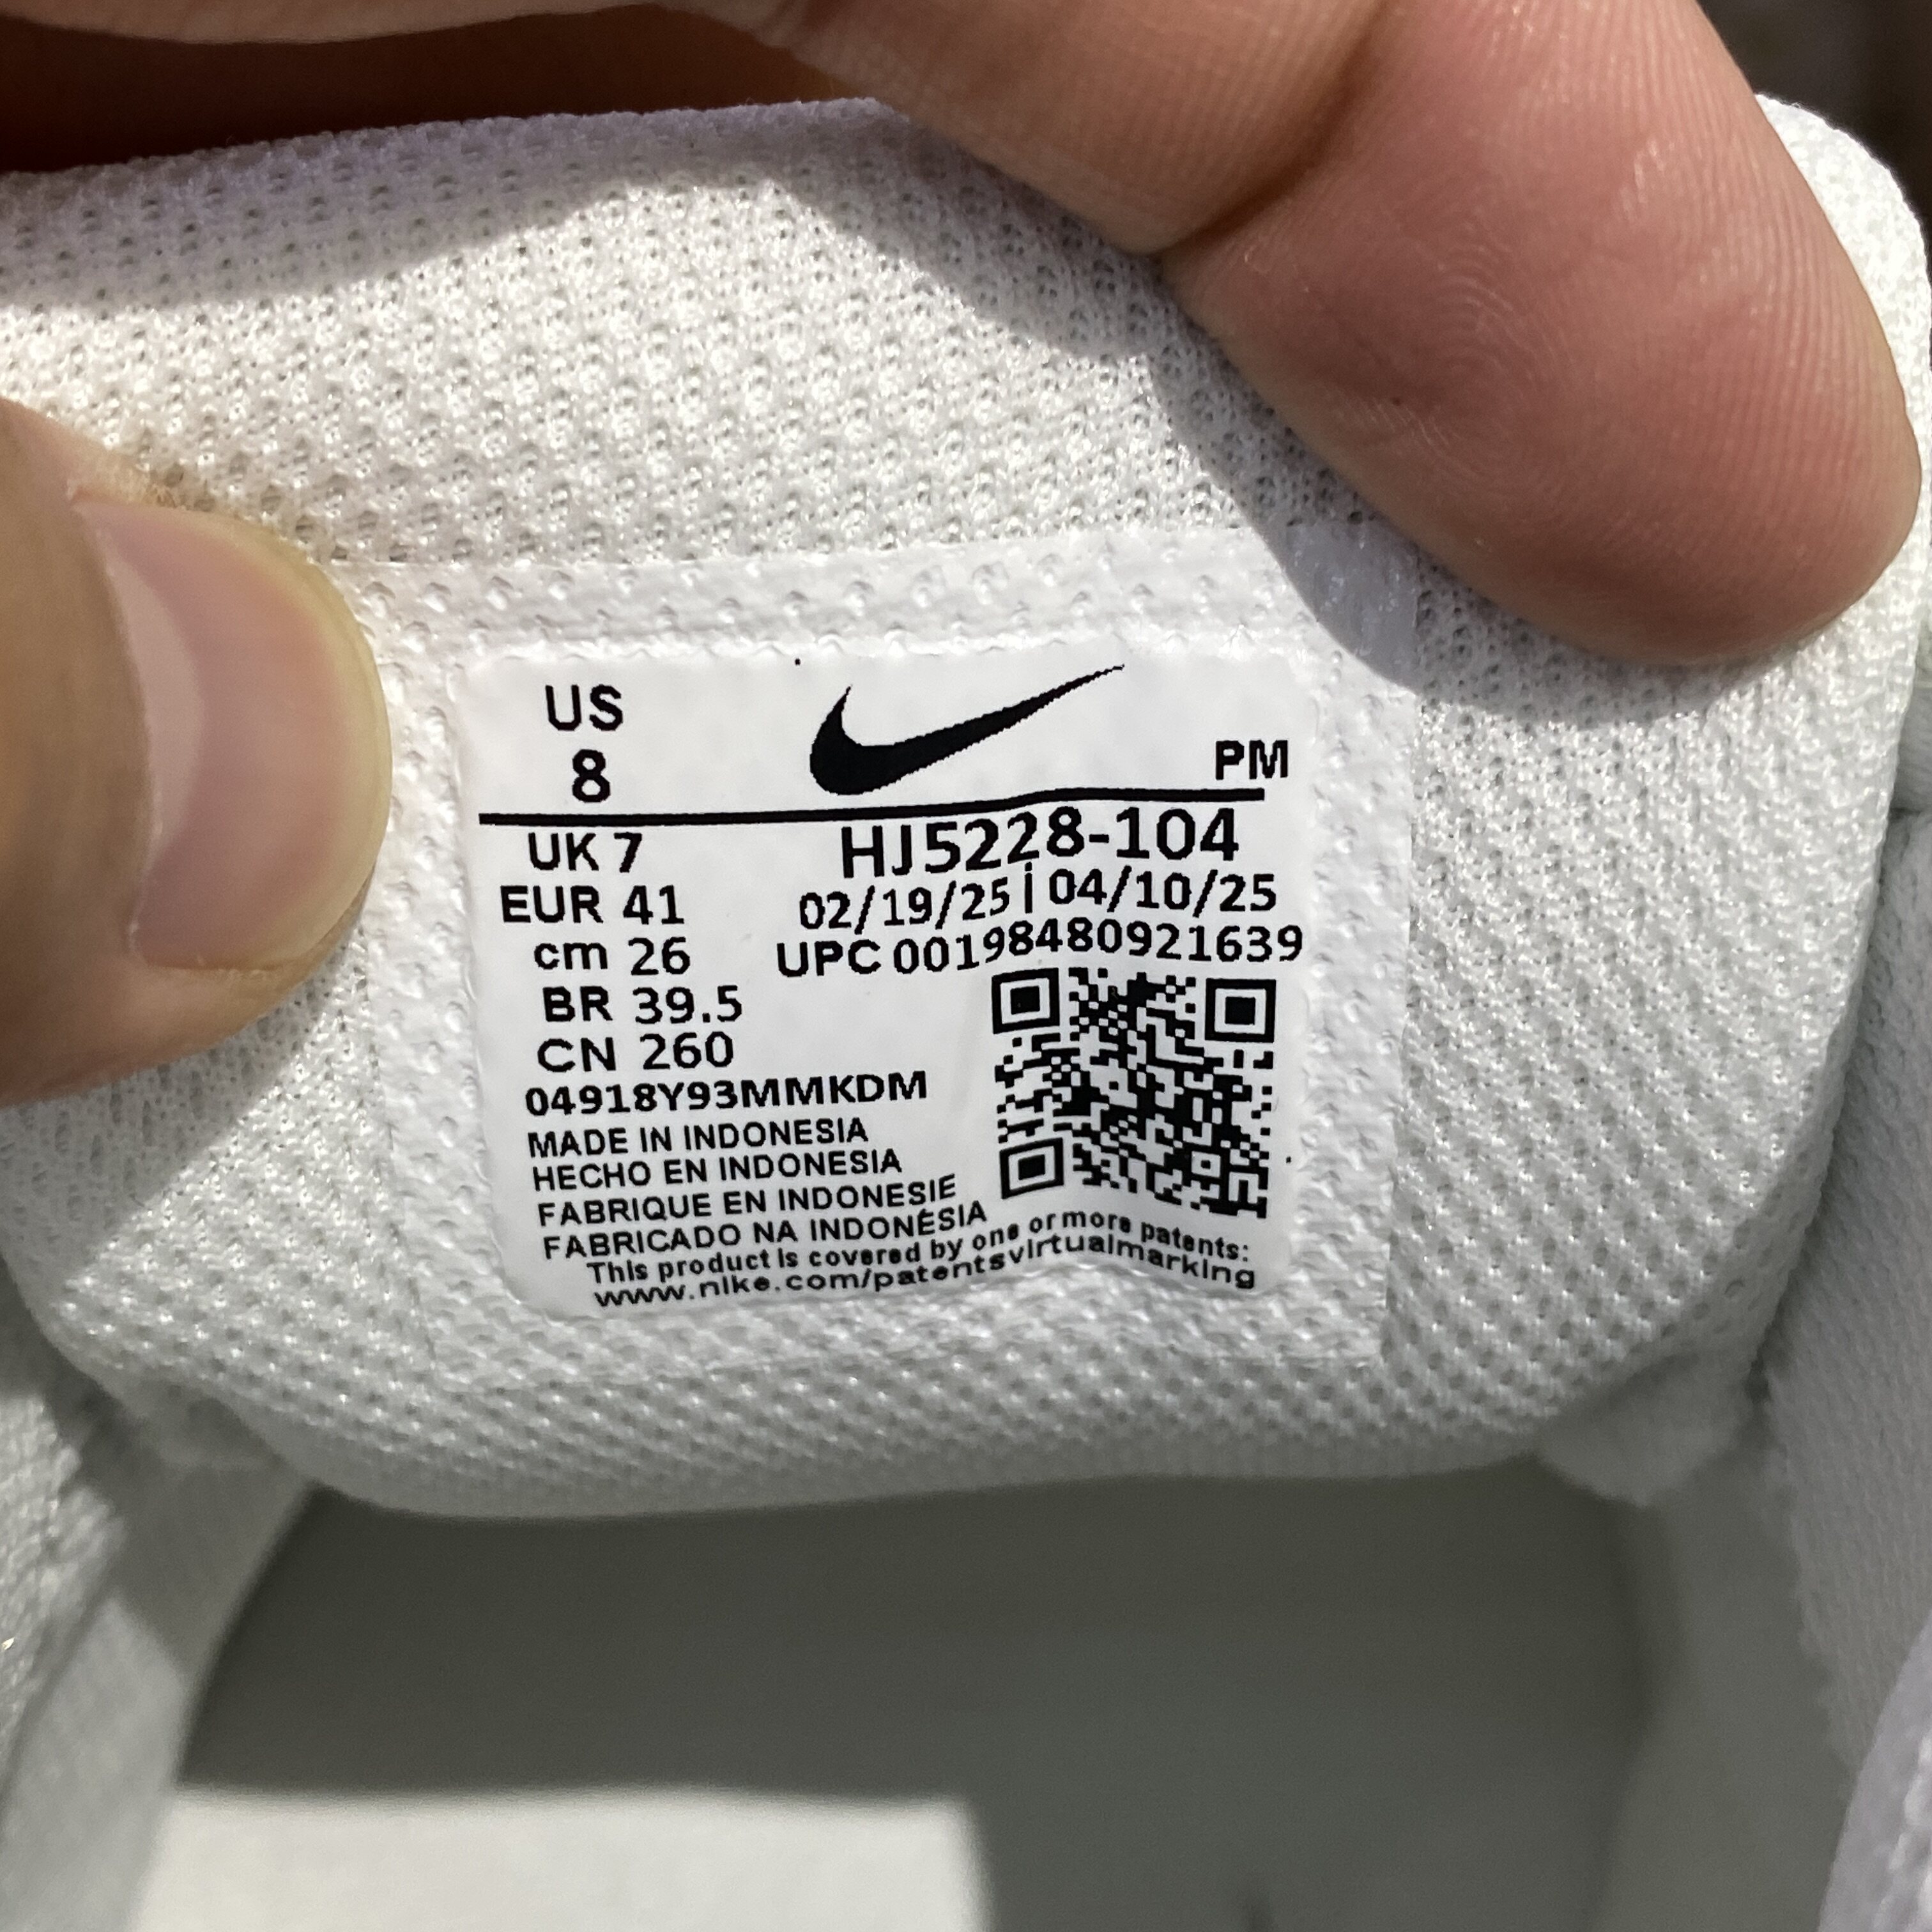 US
8
PM
UK 7
HJ5228-104
EUR 41
02/19/25 | 04/10/25
cm 26
UPC 00198480921639
BR 39.5
CN 260
04918Y93MMKDM
MADE IN INDONESIA
HECHO EN INDONESIA
FABRIQUE EN INDONESIE
FABRICADO NA INDONÉSIA
This product is covered by one or more patents:
www.nike.com/patentsvirtualmarking